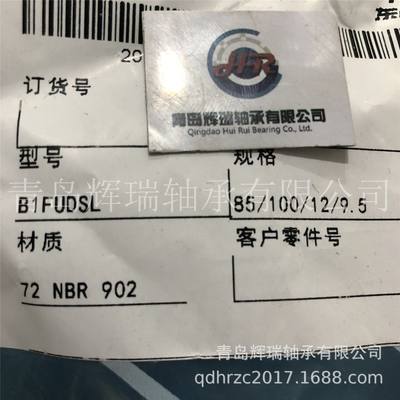 20
订货号
HR
青岛辉瑞轴承有限公司
Qingdao Hui Rui Bearing Co., Ltd.
型号
规格
青岛辉瑞轴承有限公司
B1FUDSL
85/100/12/9.5
材质
客户零件号
72 NBR 902
青岛辉瑞轴承有限公司
qdhrzc2017.1688.com